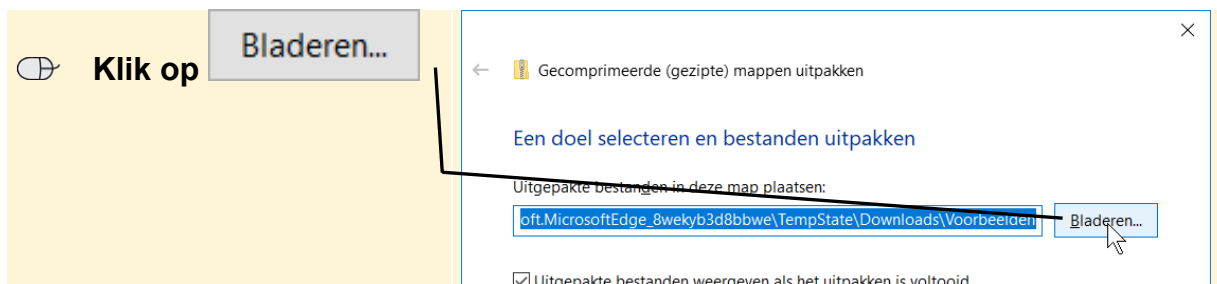 Klik op Bladeren...
Gecomprimeerde (gezipte) mappen uitpakken
Een doel selecteren en bestanden uitpakken
Uitgepakte bestanden in deze map plaatsen:
oft.MicrosoftEdge_8wekyb3d8bbwe\TempState\Downloads\Voorbeelden
Bladeren...
Uitgepakte bestanden weergeven als het uitpakken is voltooid